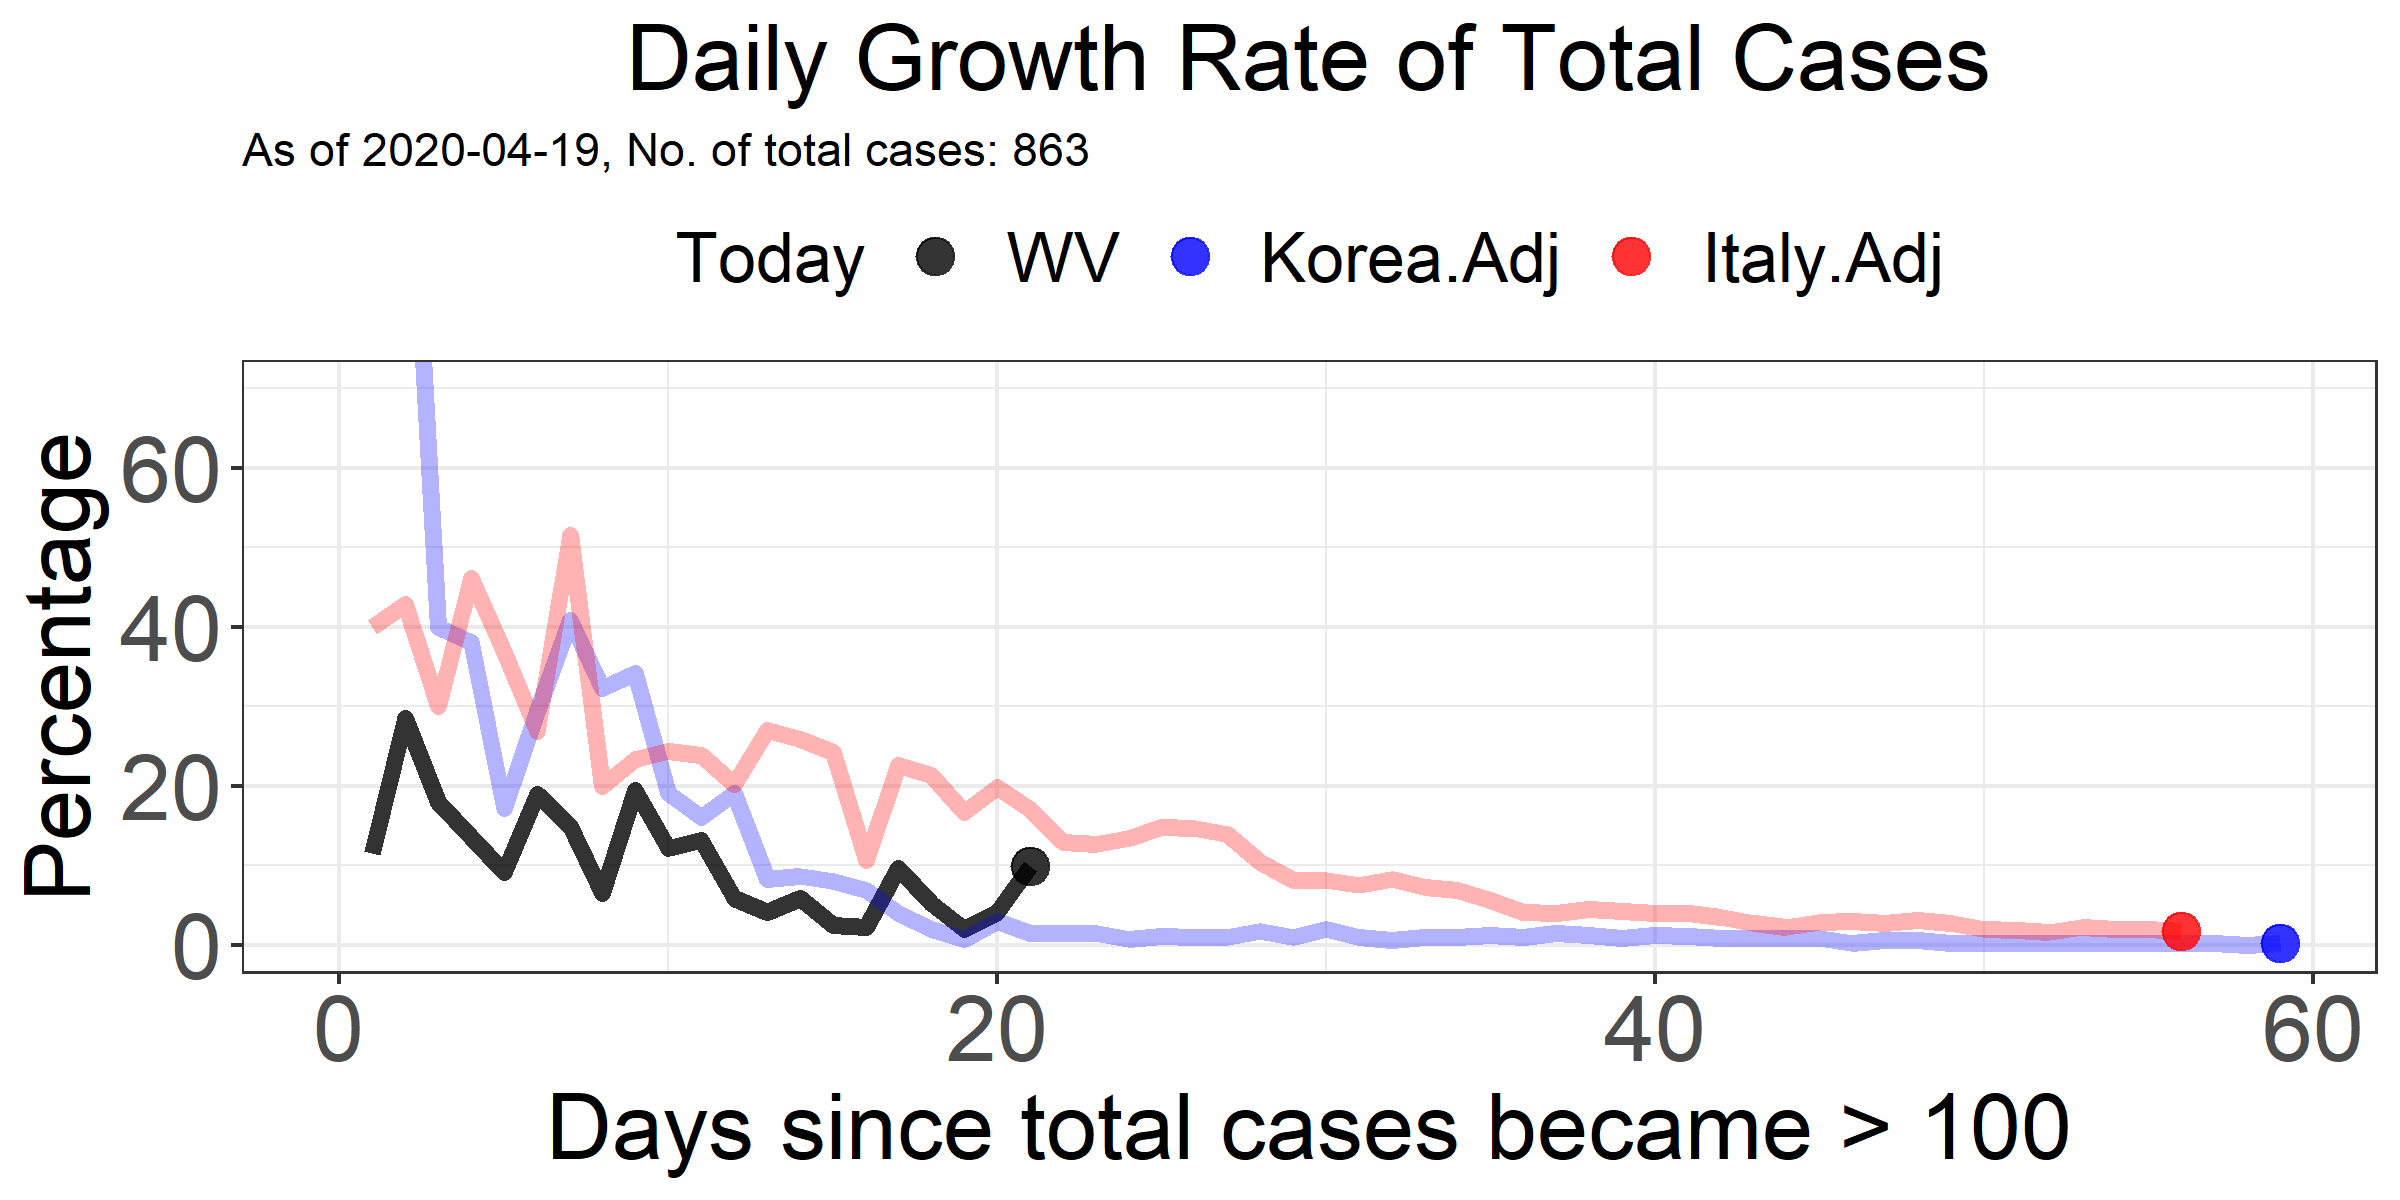 Daily Growth Rate of Total Cases
As of 2020-04-19, No. of total cases: 863
Today WV Korea.Adj Italy.Adj
Percentage
60
40
20
0
0 20 40 60
Days since total cases became > 100